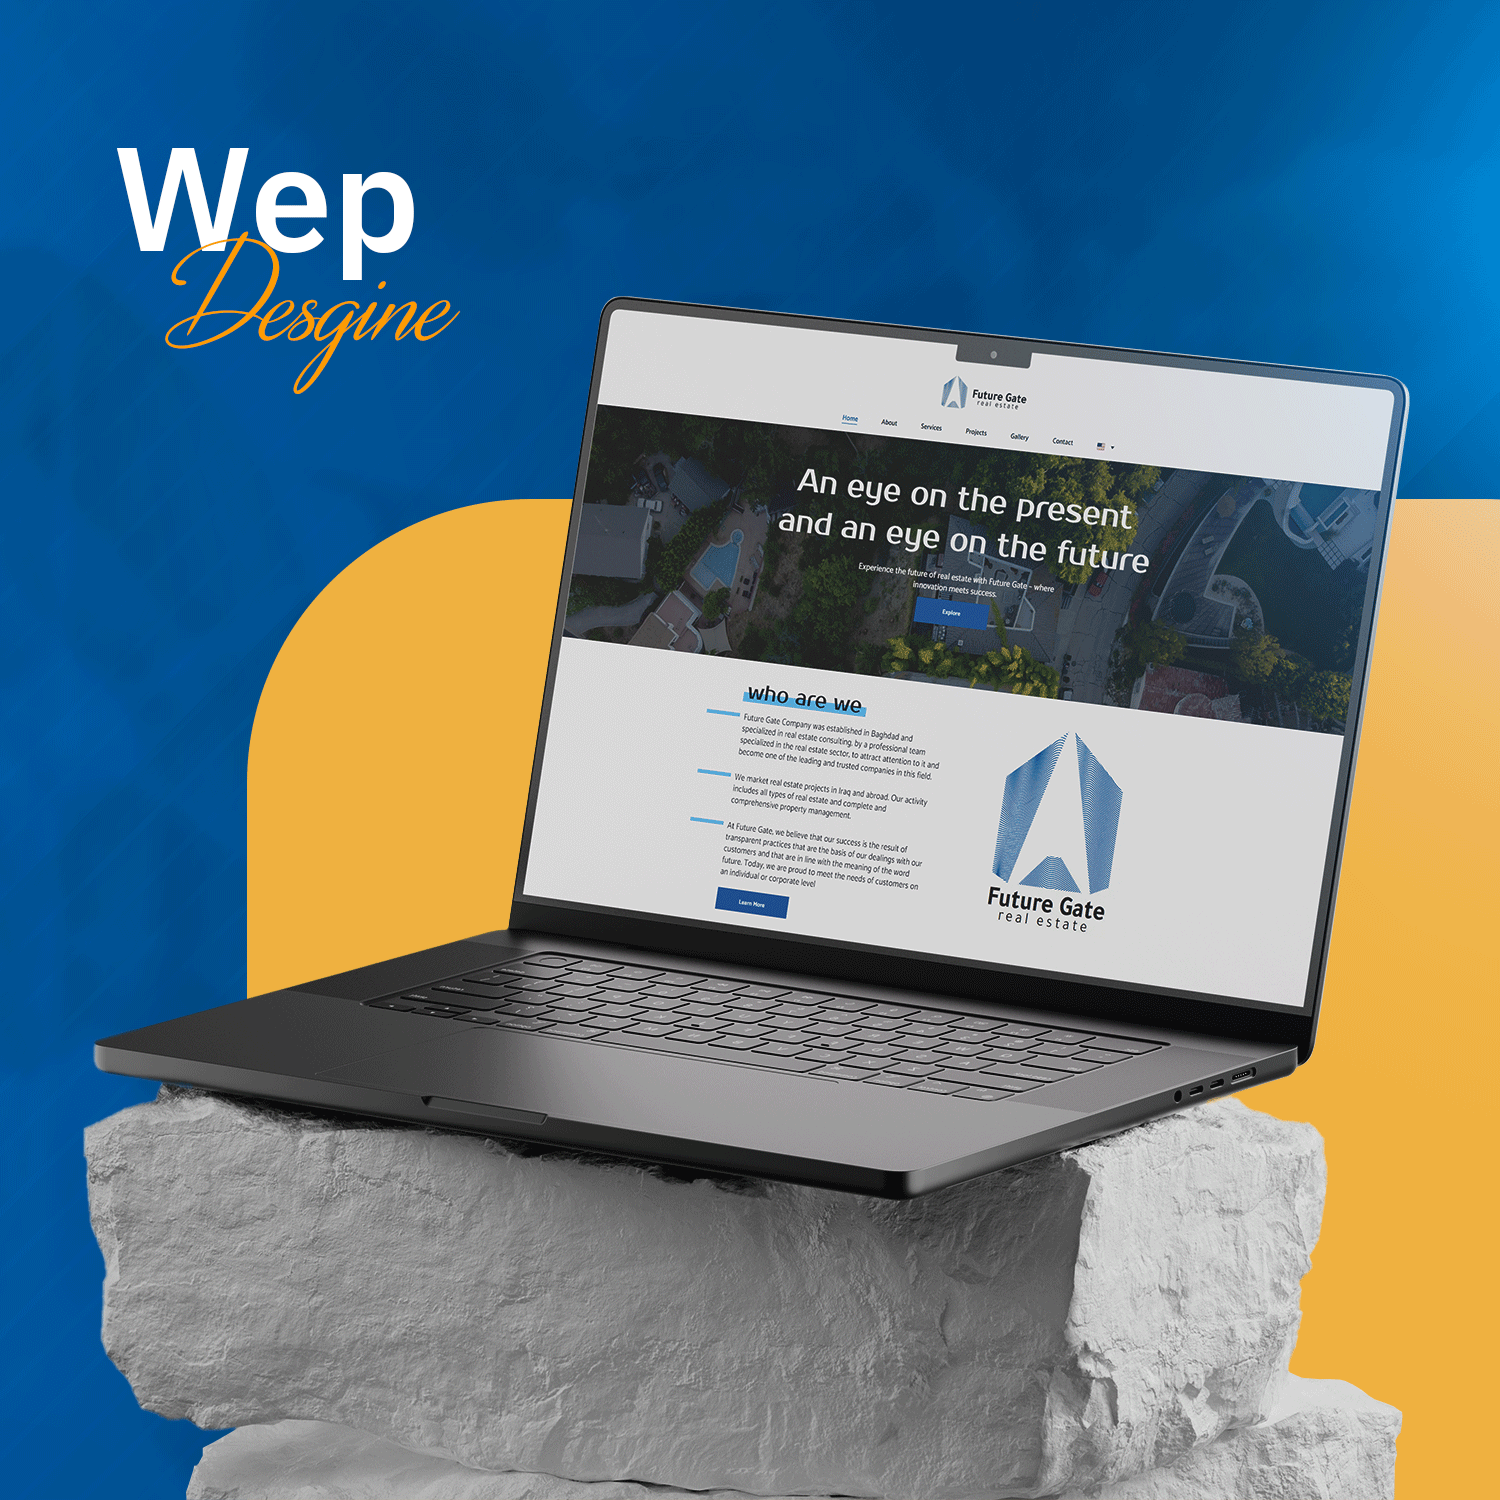 Wep
Desgine
Future Gate
real estate
Home About Services Projects Gallery Contact
An eye on the present
and an eye on the future
Experience the future of real estate with Future Gate - where
innovation meets success.
Explore
who are we
Future Gate Company was established in Baghdad and
specialized in real estate consulting. by a professional team
specialized in the real estate sector, to attract attention to it and
become one of the leading and trusted companies in this field.
We market real estate projects in Iraq and abroad. Our activity
includes all types of real estate and complete and
comprehensive property management.
At Future Gate, we believe that our success is the result of
transparent practices that are the basis of our dealings with our
customers and that are in line with the meaning of the word
future. Today, we are proud to meet the needs of customers on
an individual or corporate level
Learn More
Future Gate
real estate